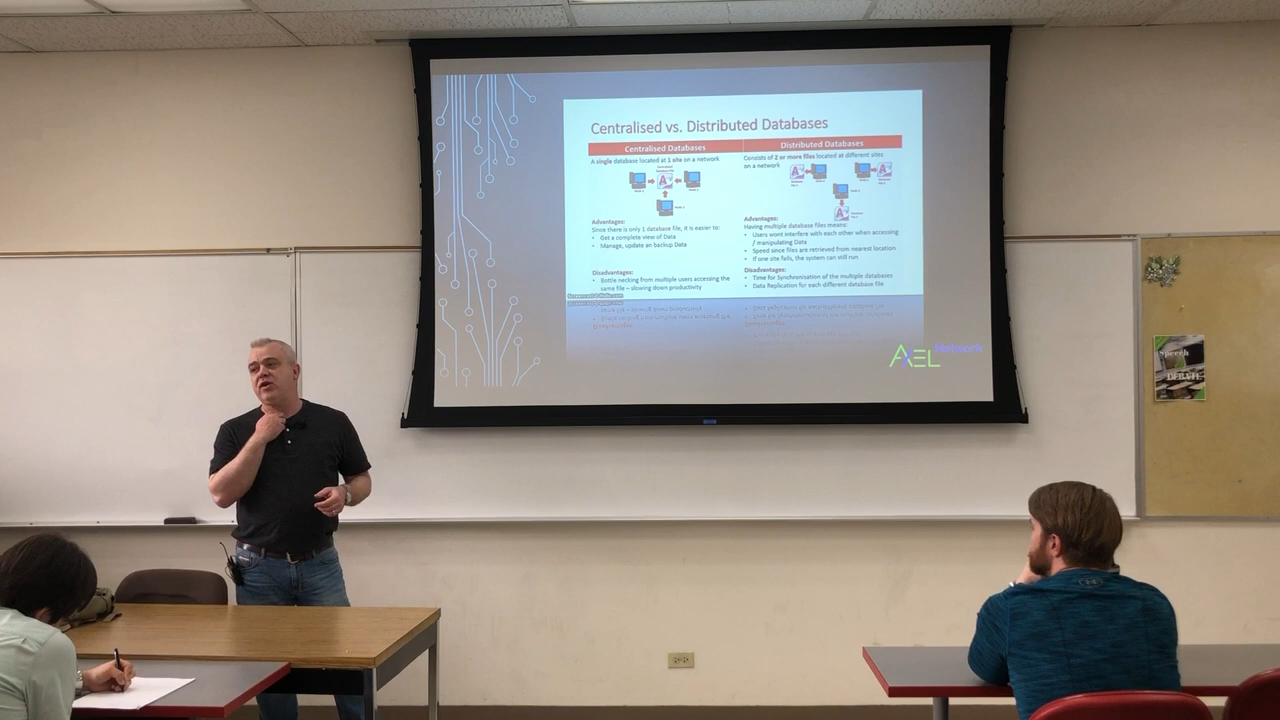 Centralised vs. Distributed Databases
Centralised Databases
A single database located at 1 site on a network
Advantages:
Since there is only 1 database file, it is easier to:
• Get a complete view of Data
• Manage, update an backup Data
Disadvantages:
• Bottle necking from multiple users accessing the
same file – slowing down productivity
Distributed Databases
Consists of 2 or more files located at different sites
on a network
Advantages:
Having multiple database files means:
• Users wont interfere with each other when accessing
/ manipulating Data
• Speed since files are retrieved from nearest location
• If one site fails, the system can still run
Disadvantages:
• Time for Synchronisation of the multiple databases
• Data Replication for each different database file
AXEL Network
Speech
DEBATE